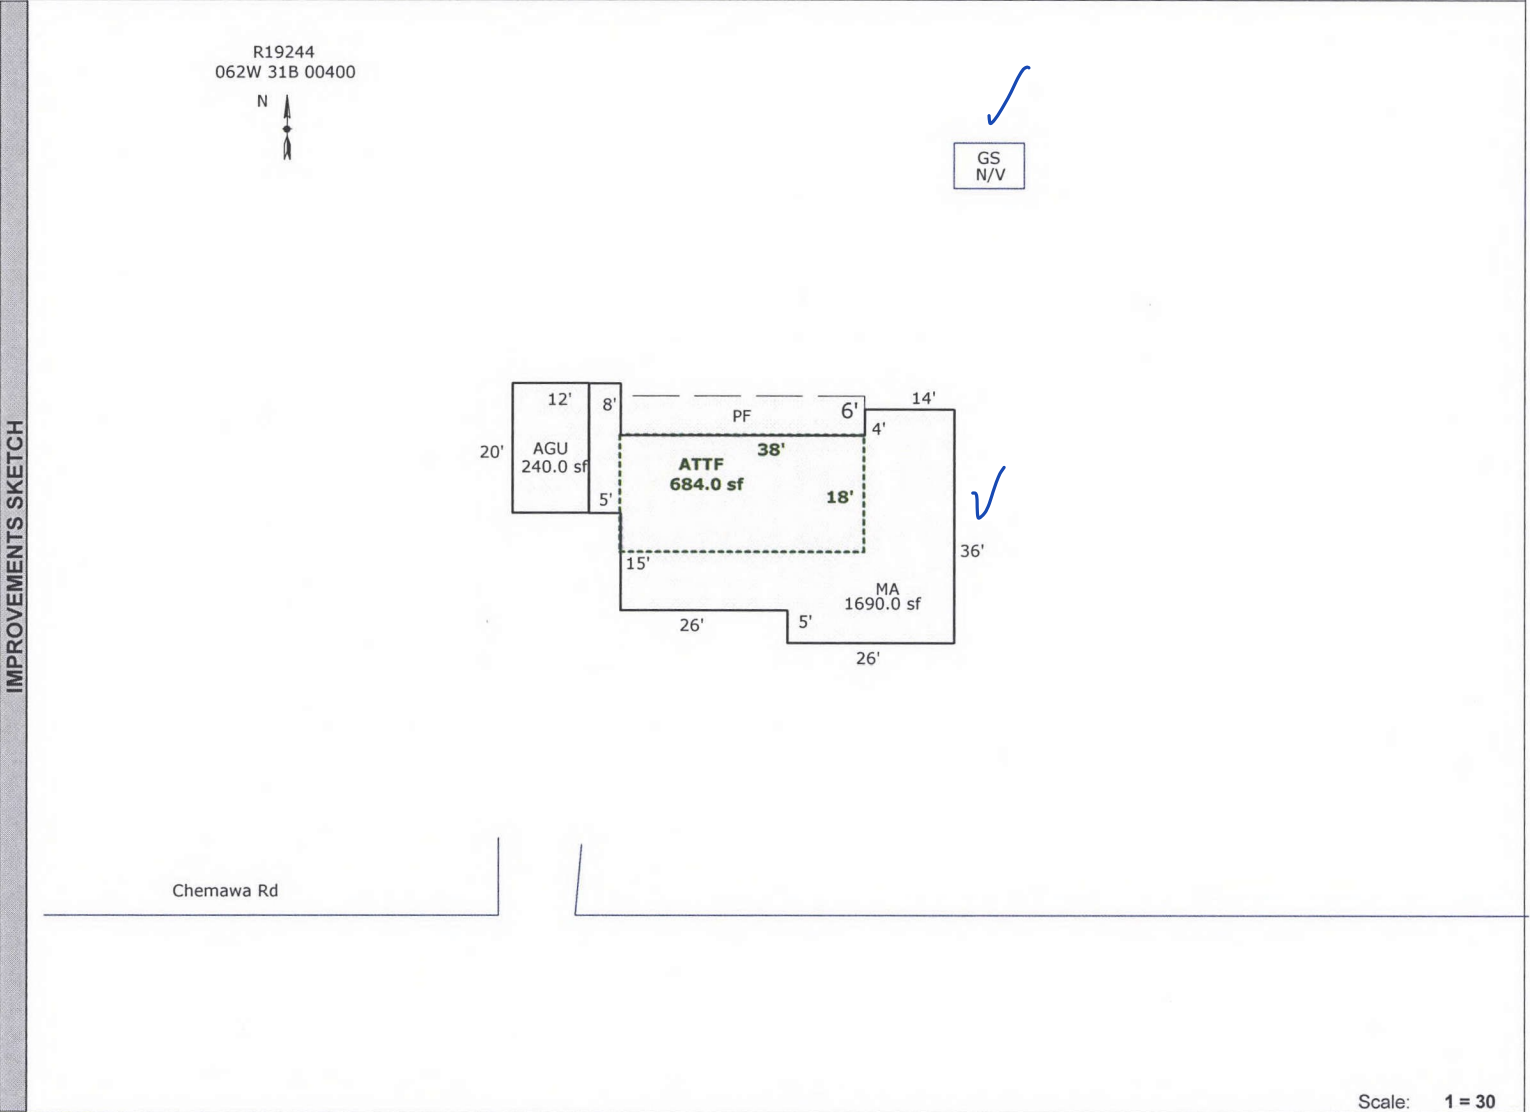 IMPROVEMENTS SKETCH
R19244
062W 31B 00400
N
GS
N/V
12'
8'
PF
6'
14'
4'
20'
AGU
240.0 sf
38'
ATTF
684.0 sf
18'
5'
15'
36'
MA
1690.0 sf
26'
5'
26'
Chemawa Rd
Scale: 1 = 30